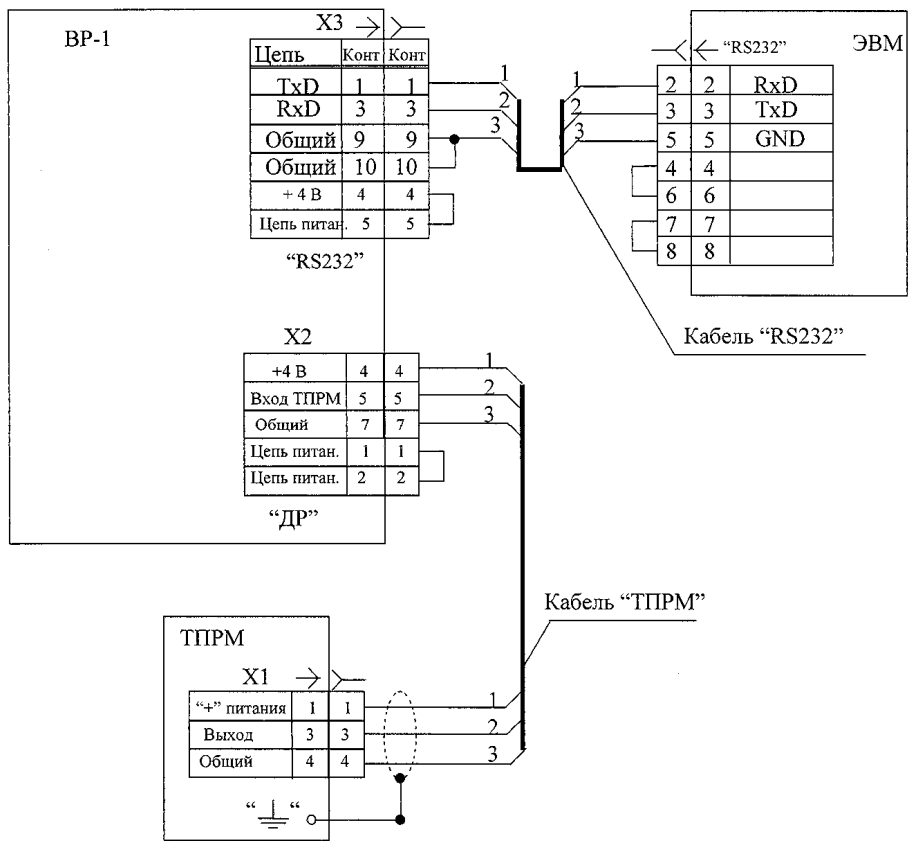 ВР-1
X3
Цепь Конт Конт
TxD 1 1
RxD 3 3
Общий 9 9
Общий 10 10
+ 4 В 4 4
Цепь питан. 5 5
“RS232”
1
2
3
1
2
3
“RS232”
ЭВМ
2 2 RxD
3 3 TxD
5 5 GND
4 4
6 6
7 7
8 8
Кабель “RS232”
X2
+4 В 4 4
Вход ТПРМ 5 5
Общий 7 7
Цепь питан. 1 1
Цепь питан. 2 2
“ДР”
1
2
3
Кабель “ТПРМ”
ТПРМ
X1
“+” питания 1 1
Выход 3 3
Общий 4 4
1
2
3
“ “